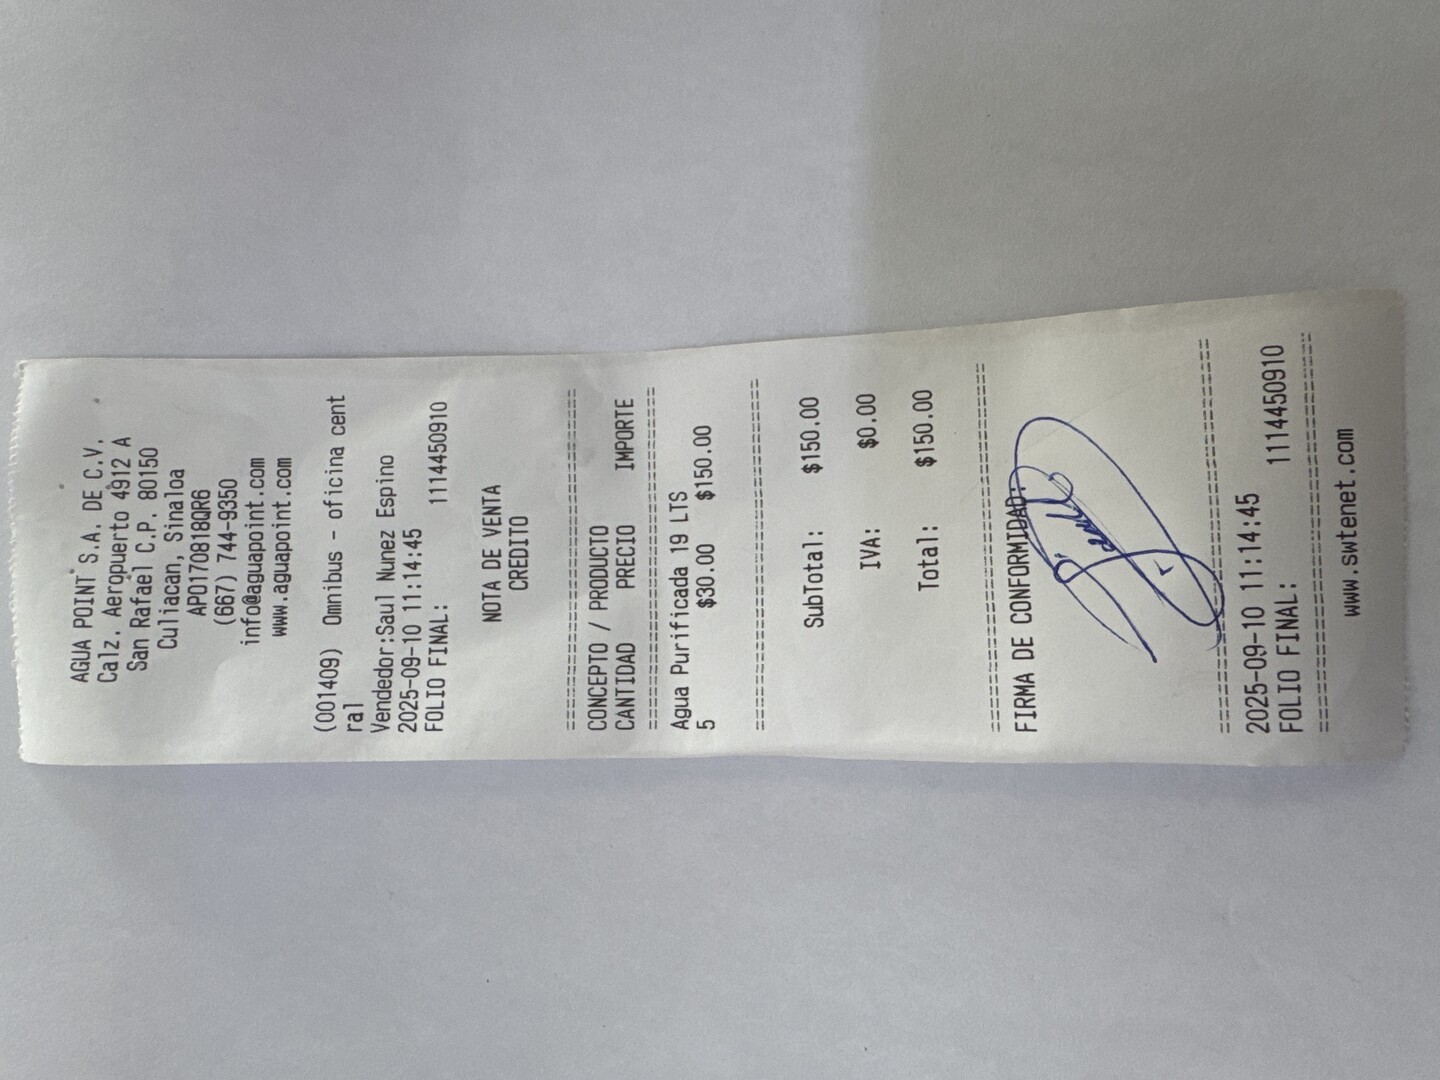 AGUA POINT S.A. DE C.V.
Calz. Aeropuerto 4912 A
San Rafael C.P. 80150
Culiacan, Sinaloa
APO170818QR6
(667) 744-9350
info@aguapoint.com
www.aguapoint.com
(001409) Omnibus - oficina cent
ral
Vendedor:Saul Nunez Espino
2025-09-10 11:14:45
FOLIO FINAL: 1114450910
NOTA DE VENTA
CREDITO
CONCEPTO / PRODUCTO
CANTIDAD PRECIO IMPORTE
Agua Purificada 19 LTS
5 $30.00 $150.00
SubTotal: $150.00
IVA: $0.00
Total: $150.00
FIRMA DE CONFORMIDAD:
2025-09-10 11:14:45
FOLIO FINAL: 1114450910
www.swtenet.com